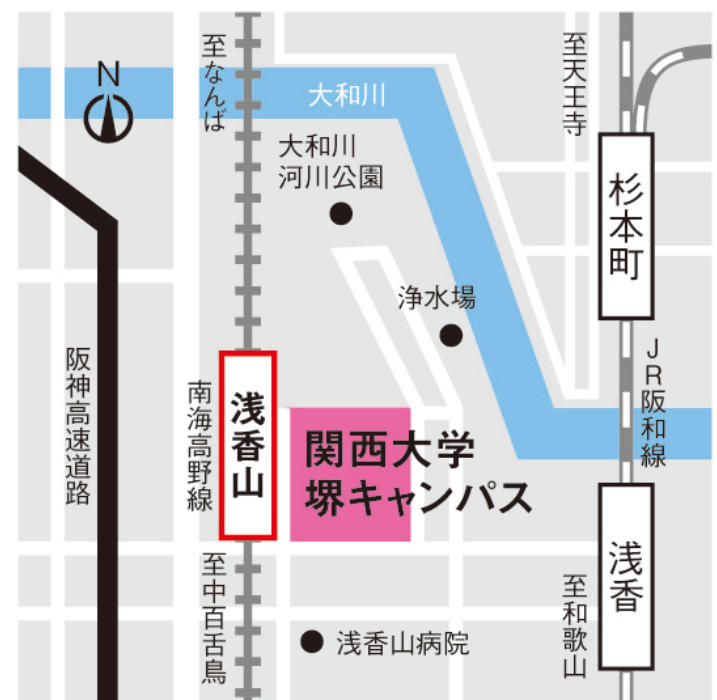 N
至なんば
大和川
至天王寺
大和川
河川公園
杉本町
浄水場
JR阪和線
阪神高速道路
南海高野線
浅香山
関西大学
堺キャンパス
浅香
至中百舌鳥
至和歌山
浅香山病院